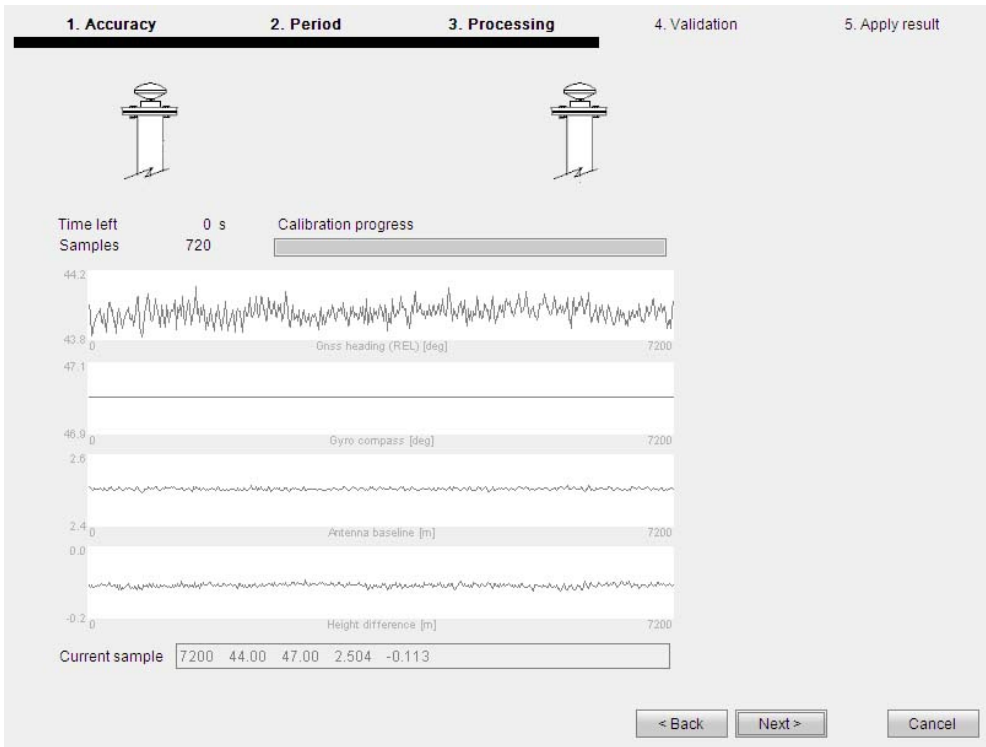 1. Accuracy 2. Period 3. Processing 4. Validation 5. Apply result
Time left 0 s Calibration progress
Samples 720
44.2
43.8 0 Gnss heading (REL) [deg] 7200
47.1
46.9 0 Gyro compass [deg] 7200
2.6
2.4 0 Antenna baseline [m] 7200
0.0
-0.2 0 Height difference [m] 7200
Current sample 7200 44.00 47.00 2.504 -0.113
< Back Next > Cancel